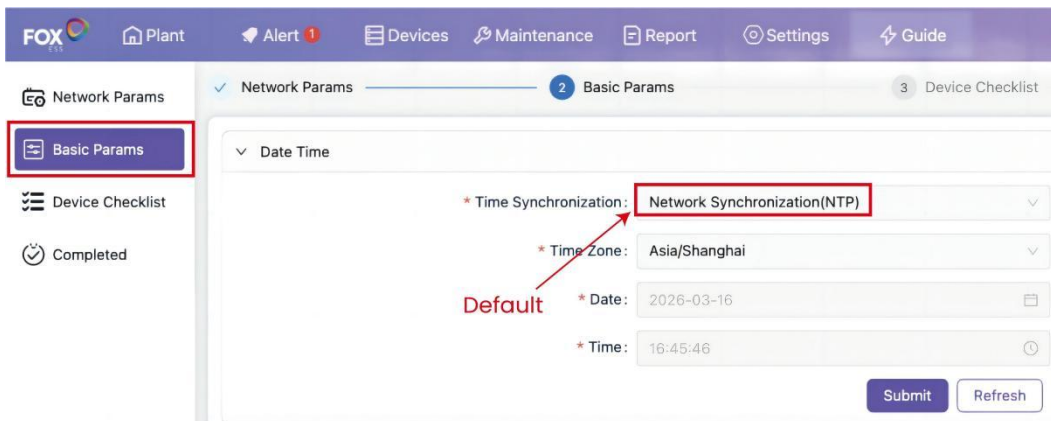 FOX ESS Plant Alert 1 Devices Maintenance Report Settings Guide
Network Params
Basic Params
Device Checklist
Completed
Network Params 2 Basic Params 3 Device Checklist
Date Time
* Time Synchronization: Network Synchronization(NTP)
* Time Zone: Asia/Shanghai
Default
* Date: 2026-03-16
* Time: 16:45:46
Submit Refresh